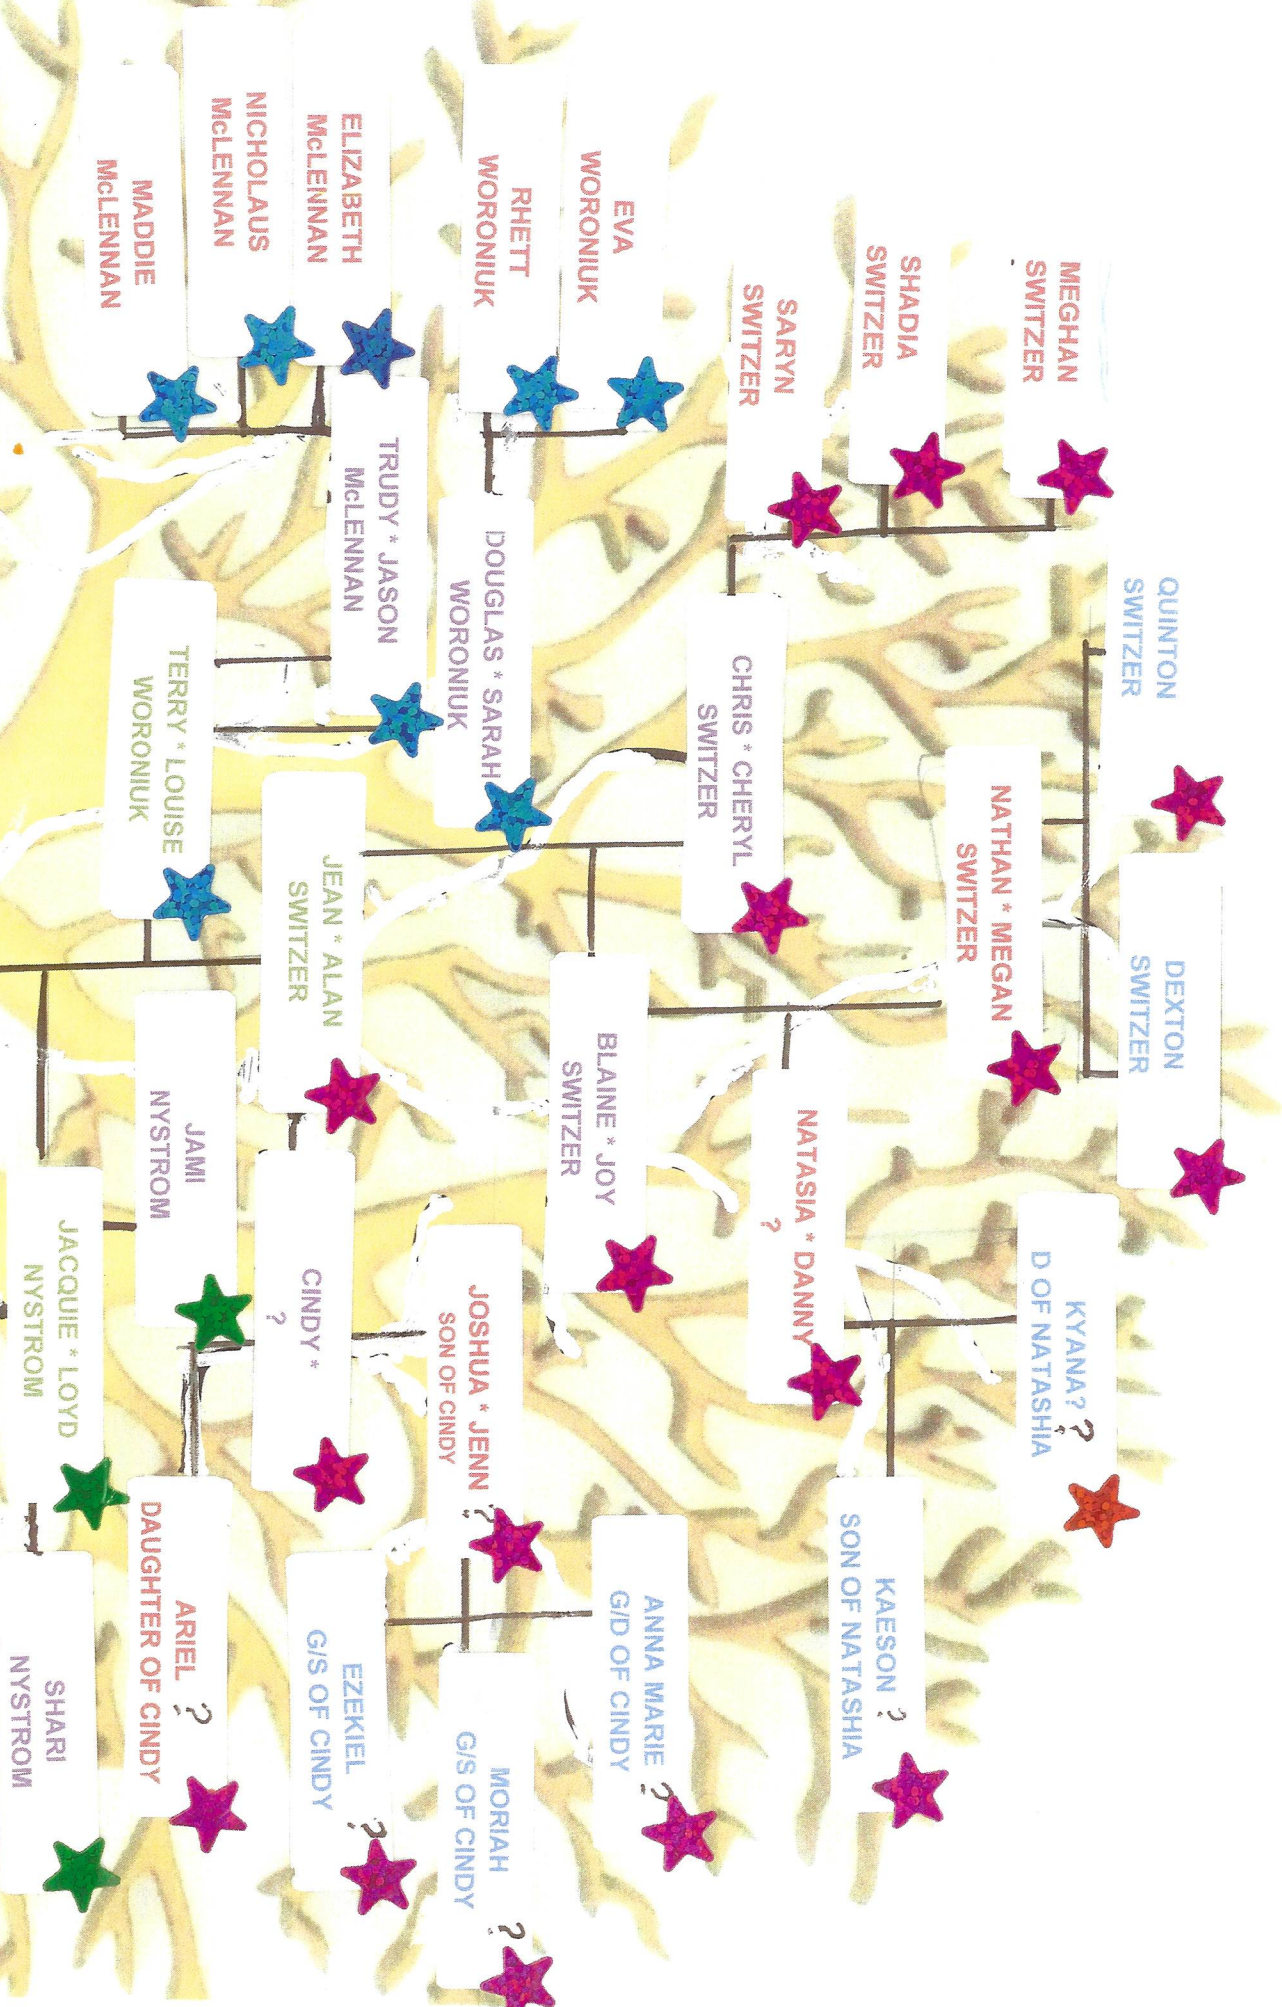 QUINTON
SWITZER
DEXTON
SWITZER
MEGHAN
SWITZER
NATHAN * MEGAN
SWITZER
KYANA? ?
D OF NATASHIA
SHADIA
SWITZER
KAESON ?
SON OF NATASHIA
SARYN
SWITZER
CHRIS * CHERYL
SWITZER
NATASIA * DANNY
?
EVA
WORONIUK
BLAINE * JOY
SWITZER
ANNA MARIE ?
G/D OF CINDY
RHETT
WORONIUK
DOUGLAS * SARAH
WORONIUK
JOSHUA * JENN ?
SON OF CINDY
MORIAH ?
G/S OF CINDY
ELIZABETH
McLENNAN
TRUDY * JASON
McLENNAN
JEAN * ALAN
SWITZER
CINDY *
?
EZEKIEL ?
G/S OF CINDY
NICHOLAUS
McLENNAN
TERRY * LOUISE
WORONIUK
JAMI
NYSTROM
ARIEL ?
DAUGHTER OF CINDY
MADDIE
McLENNAN
JACQUIE * LOYD
NYSTROM
SHARI
NYSTROM